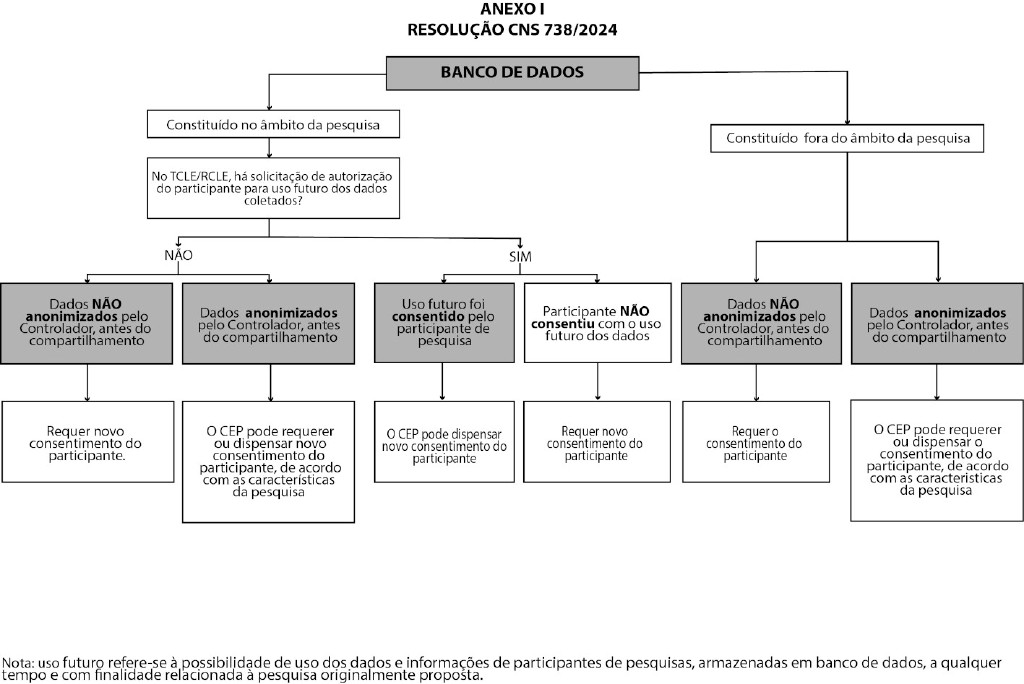 ANEXO I
RESOLUÇÃO CNS 738/2024
BANCO DE DADOS
Constituído no âmbito da pesquisa
Constituído fora do âmbito da pesquisa
No TCLE/RCLE, há solicitação de autorização
do participante para uso futuro dos dados
coletados?
NÃO
SIM
Dados NÃO
anonimizados pelo
Controlador, antes do
compartilhamento
Dados anonimizados
pelo Controlador, antes
do compartilhamento
Uso futuro foi
consentido pelo
participante de
pesquisa
Participante NÃO
consentiu com o uso
futuro dos dados
Dados NÃO
anonimizados pelo
Controlador, antes do
compartilhamento
Dados anonimizados
pelo Controlador, antes
do compartilhamento
Requer novo
consentimento do
participante.
O CEP pode requerer
ou dispensar novo
consentimento do
participante, de acordo
com as características
da pesquisa
O CEP pode dispensar
novo consentimento do
participante
Requer novo
consentimento do
participante
Requer o
consentimento do
participante
O CEP pode requerer
ou dispensar o
consentimento do
participante, de acordo
com as características
da pesquisa
Nota: uso futuro refere-se à possibilidade de uso dos dados e informações de participantes de pesquisas, armazenadas em banco de dados, a qualquer
tempo e com finalidade relacionada à pesquisa originalmente proposta.